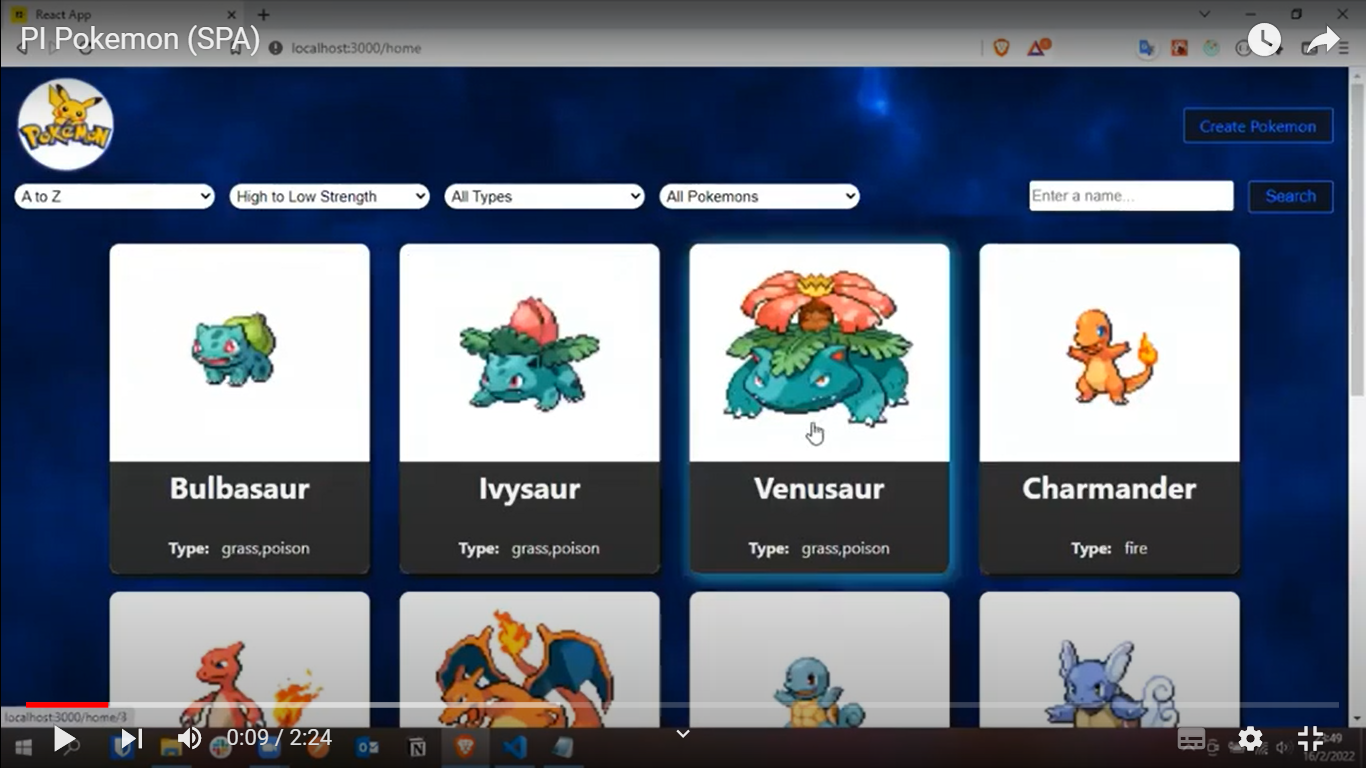 React App
PI Pokemon (SPA)
localhost:3000/home
POKéMON
Create Pokemon
A to Z
High to Low Strength
All Types
All Pokemons
Enter a name...
Search
Bulbasaur
Type: grass,poison
Ivysaur
Type: grass,poison
Venusaur
Type: grass,poison
Charmander
Type: fire
localhost:3000/home/3
0:09 / 2:24
16/2/2022